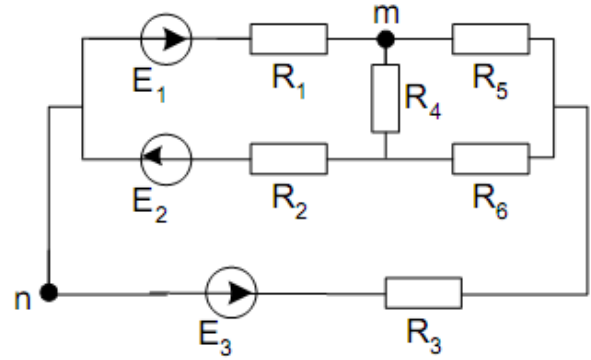 m
E₁
R₁
R₄
R₅
E₂
R₂
R₆
n
E₃
R₃